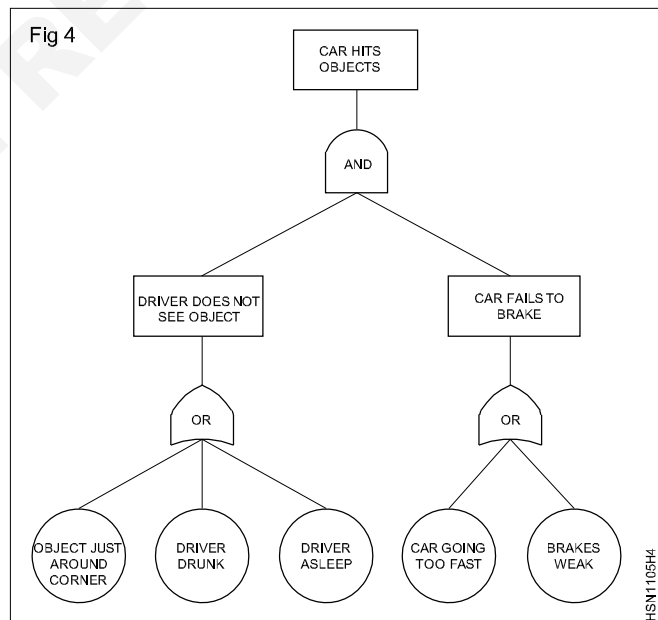 Fig 4
CAR HITS
OBJECTS
AND
DRIVER DOES NOT
SEE OBJECT
CAR FAILS TO
BRAKE
OR
OR
OBJECT JUST
AROUND
CORNER
DRIVER
DRUNK
DRIVER
ASLEEP
CAR GOING
TOO FAST
BRAKES
WEAK
HSN1105H4